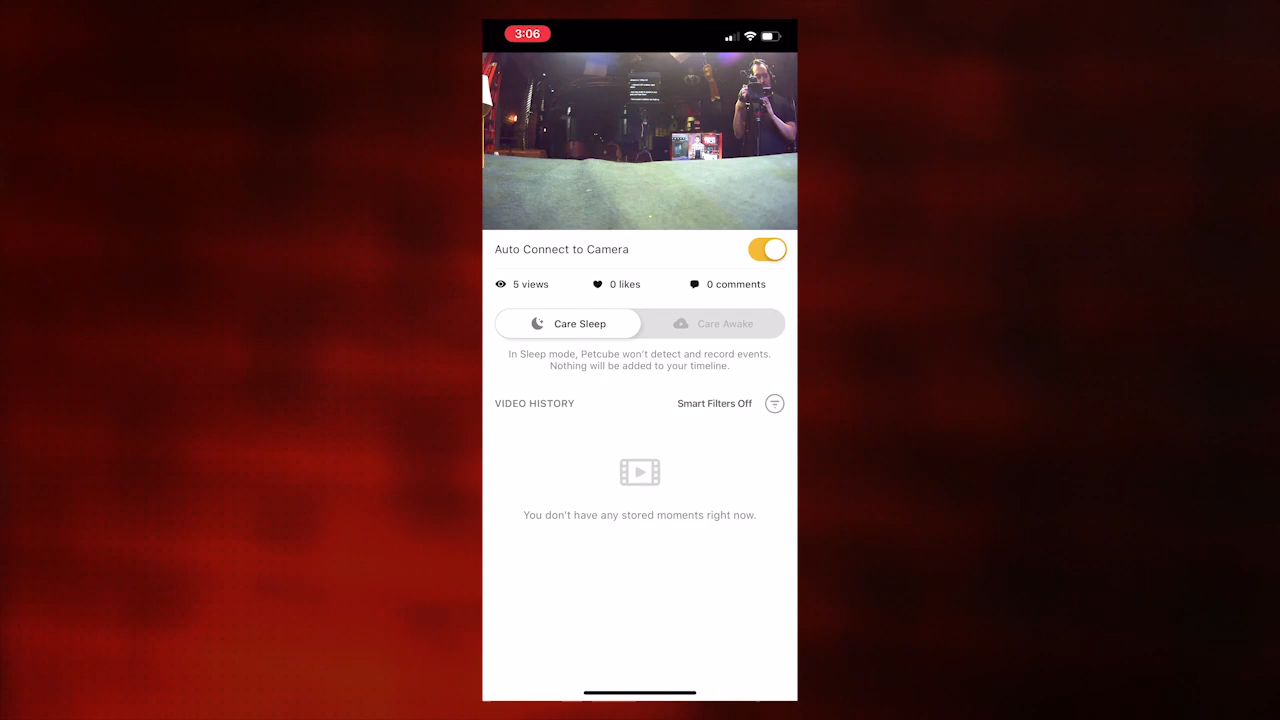 3:06
Auto Connect to Camera
5 views
0 likes
0 comments
Care Sleep
Care Awake
In Sleep mode, Petcube won't detect and record events.
Nothing will be added to your timeline.
VIDEO HISTORY
Smart Filters Off
You don't have any stored moments right now.